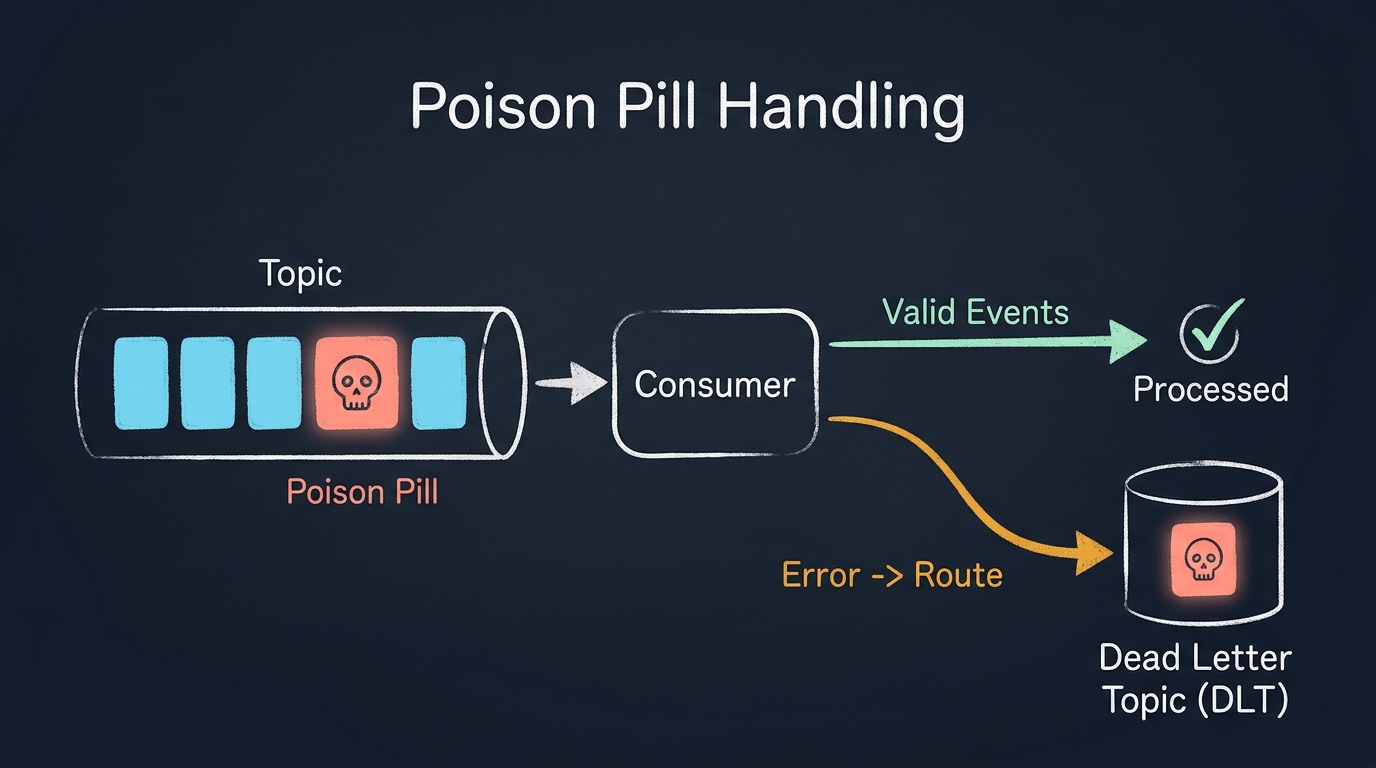 Poison Pill Handling
Topic
Poison Pill
Consumer
Valid Events
Processed
Error -> Route
Dead Letter
Topic (DLT)